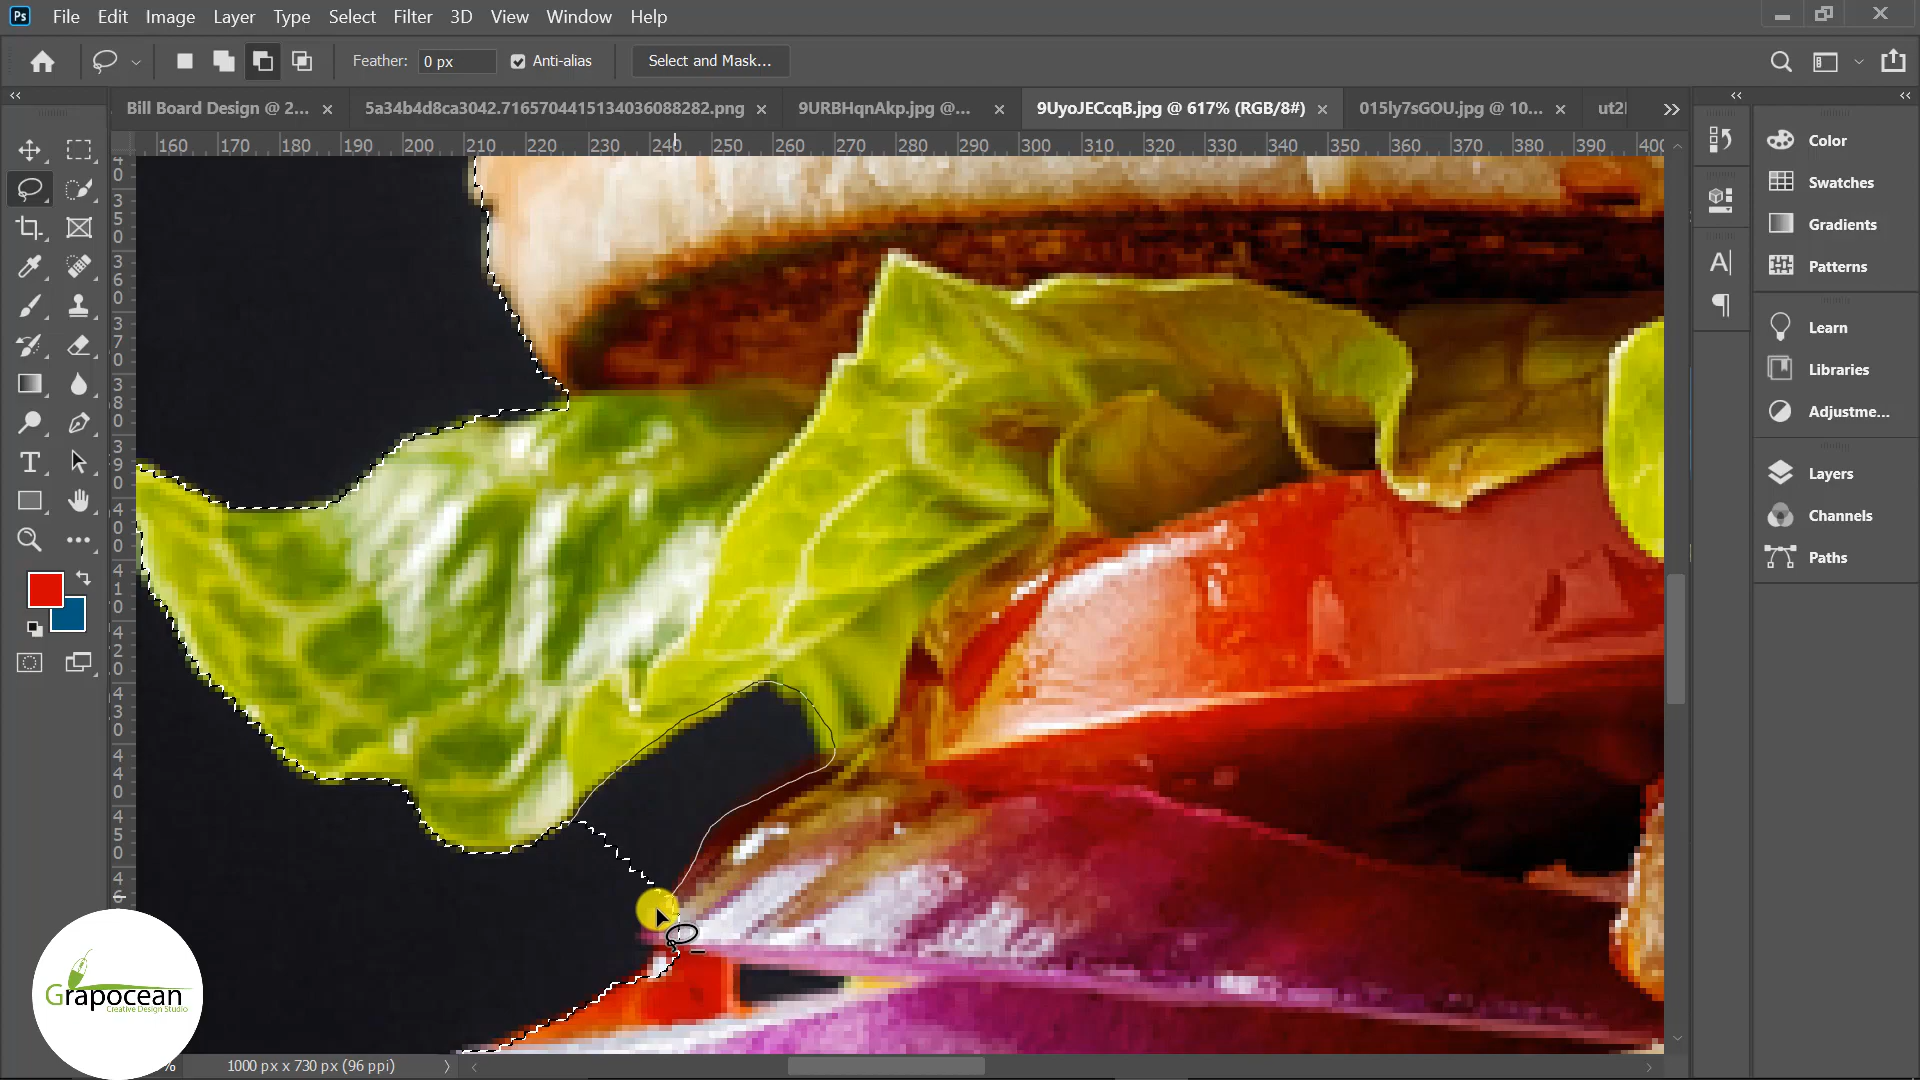 Ps File Edit Image Layer Type Select Filter 3D View Window Help
Feather: 0 px Anti-alias Select and Mask...
Bill Board Design @ 2... 5a34b4d8ca3042.7165704415134036088282.png 9URBHqnAkp.jpg @... 9UyoJECcqB.jpg @ 617% (RGB/8#) 015ly7sGOU.jpg @ 10...
160 170 180 190 200 210 220 230 240 250 260 270 280 290 300 310 320 330 340 350 360 370 380 390 400
Color
Swatches
Gradients
Patterns
Learn
Libraries
Adjustme...
Layers
Channels
Paths
Grapocean
Creative Design Studio
% 1000 px x 730 px (96 ppi)